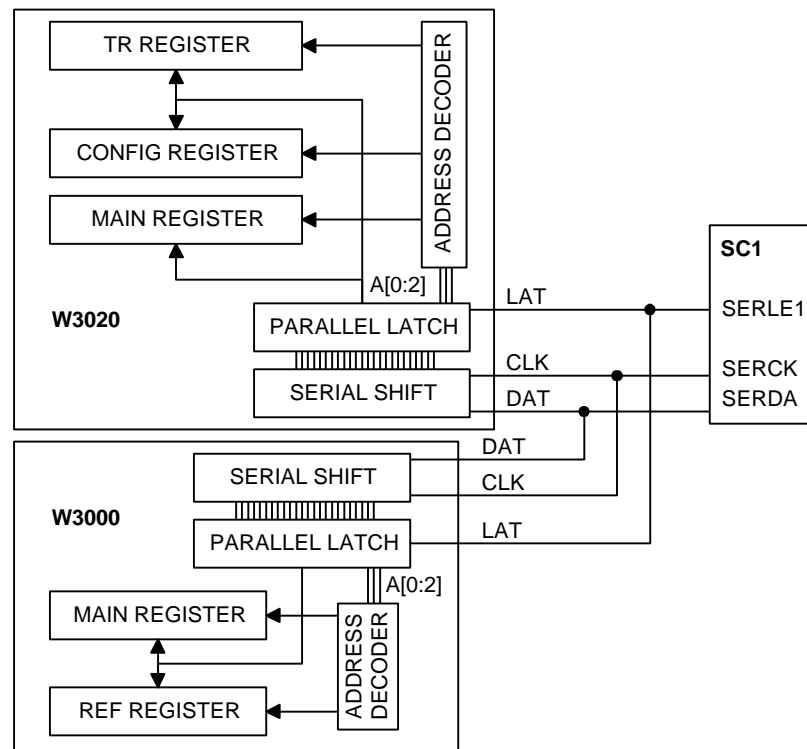 TR REGISTER
CONFIG REGISTER
MAIN REGISTER
ADDRESS DECODER
A[0:2]
W3020
PARALLEL LATCH
SERIAL SHIFT
LAT
CLK
DAT
SC1
SERLE1
SERCK
SERDA
DAT
CLK
LAT
SERIAL SHIFT
W3000
PARALLEL LATCH
A[0:2]
MAIN REGISTER
REF REGISTER
ADDRESS
DECODER